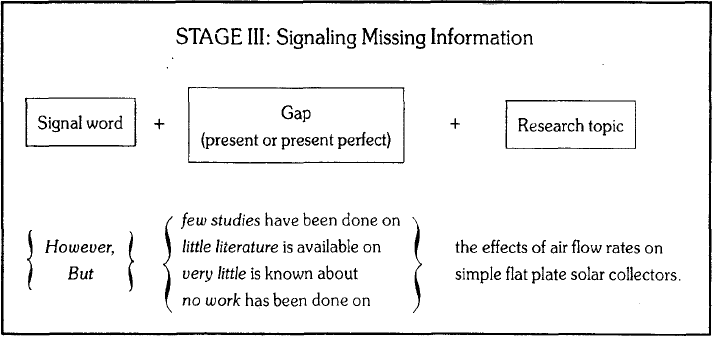 STAGE III: Signaling Missing Information
Signal word + Gap + Research topic
(present or present perfect)
However,
But
few studies have been done on
little literature is available on
very little is known about
no work has been done on
the effects of air flow rates on
simple flat plate solar collectors.